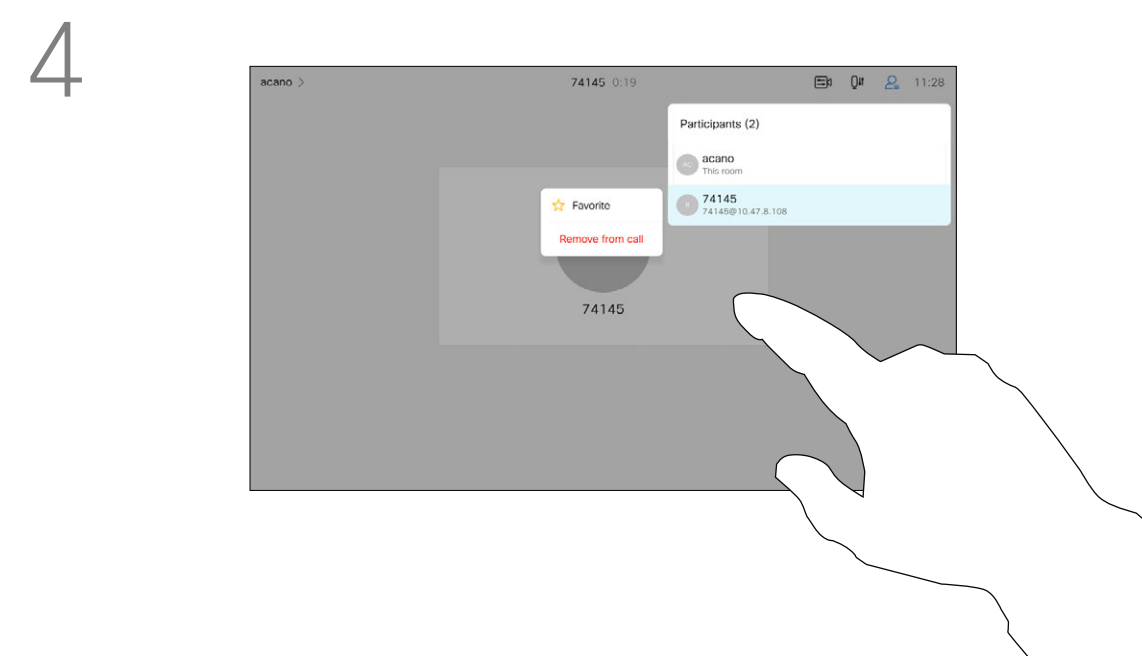 4
acano >
74145 0:19
11:28
Participants (2)
AC
acano
This room
74145
74145@10.47.8.108
Favorite
Remove from call
74145